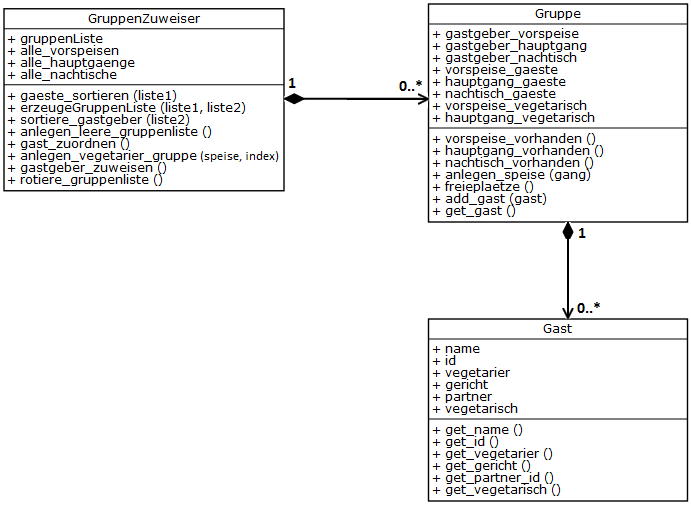 GruppenZuweiser
+ gruppenListe
+ alle_vorspeisen
+ alle_hauptgaenge
+ alle_nachtische
+ gaeste_sortieren (liste1)
+ erzeugeGruppenListe (liste1, liste2)
+ sortiere_gastgeber (liste2)
+ anlegen_leere_gruppenliste ()
+ gast_zuordnen ()
+ anlegen_vegetarier_gruppe (speise, index)
+ gastgeber_zuweisen ()
+ rotiere_gruppenliste ()
1
0..*
Gruppe
+ gastgeber_vorspeise
+ gastgeber_hauptgang
+ gastgeber_nachtisch
+ vorspeise_gaeste
+ hauptgang_gaeste
+ nachtisch_gaeste
+ vorspeise_vegetarisch
+ hauptgang_vegetarisch
+ vorspeise_vorhanden ()
+ hauptgang_vorhanden ()
+ nachtisch_vorhanden ()
+ anlegen_speise (gang)
+ freieplaetze ()
+ add_gast (gast)
+ get_gast ()
1
0..*
Gast
+ name
+ id
+ vegetarier
+ gericht
+ partner
+ vegetarisch
+ get_name ()
+ get_id ()
+ get_vegetarier ()
+ get_gericht ()
+ get_partner_id ()
+ get_vegetarisch ()